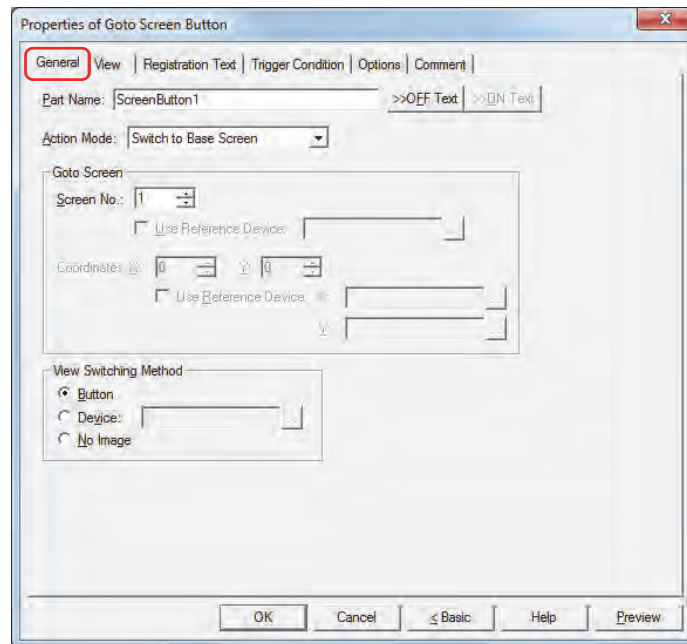 Properties of Goto Screen Button
General View Registration Text Trigger Condition Options Comment
Part Name: ScreenButton1 >>OFF Text >>ON Text
Action Mode: Switch to Base Screen
Goto Screen
Screen No.: 1
Use Reference Device:
Coordinates X: 0 Y: 0
Use Reference Device: X:
Y:
View Switching Method
Button
Device: ...
No Image
OK Cancel < Basic Help Preview